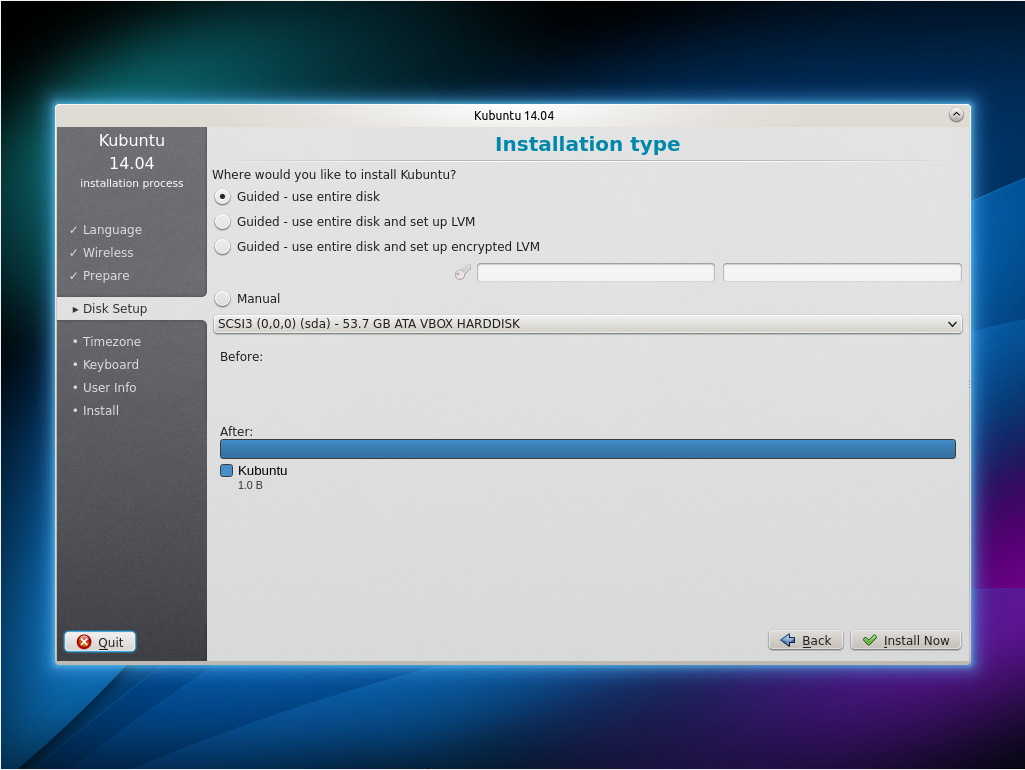 Kubuntu 14.04
Kubuntu
14.04
installation process
✓ Language
✓ Wireless
✓ Prepare
▸ Disk Setup
• Timezone
• Keyboard
• User Info
• Install
Quit
Installation type
Where would you like to install Kubuntu?
Guided - use entire disk
Guided - use entire disk and set up LVM
Guided - use entire disk and set up encrypted LVM
Manual
SCSI3 (0,0,0) (sda) - 53.7 GB ATA VBOX HARDDISK
Before:
After:
Kubuntu
1.0 B
Back
Install Now